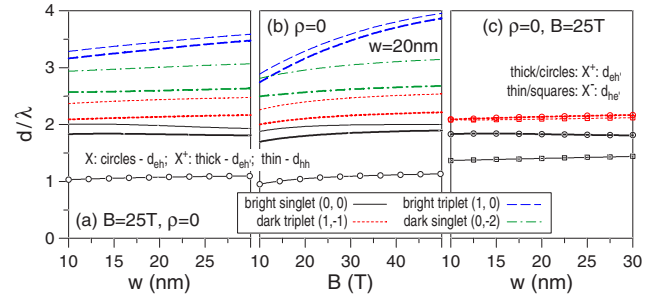 (b) ρ=0
w=20nm
(c) ρ=0, B=25T
thick/circles: X⁺: d_eh'
thin/squares: X⁻: d_he'
X: circles - d_eh; X⁺: thick - d_eh'; thin - d_hh
(a) B=25T, ρ=0
bright singlet (0, 0)
bright triplet (1, 0)
dark triplet (1,-1)
dark singlet (0,-2)
d/λ
4
3
2
1
0
10 15 20 25
10 20 30 40
10 15 20 25 30
w (nm)
B (T)
w (nm)